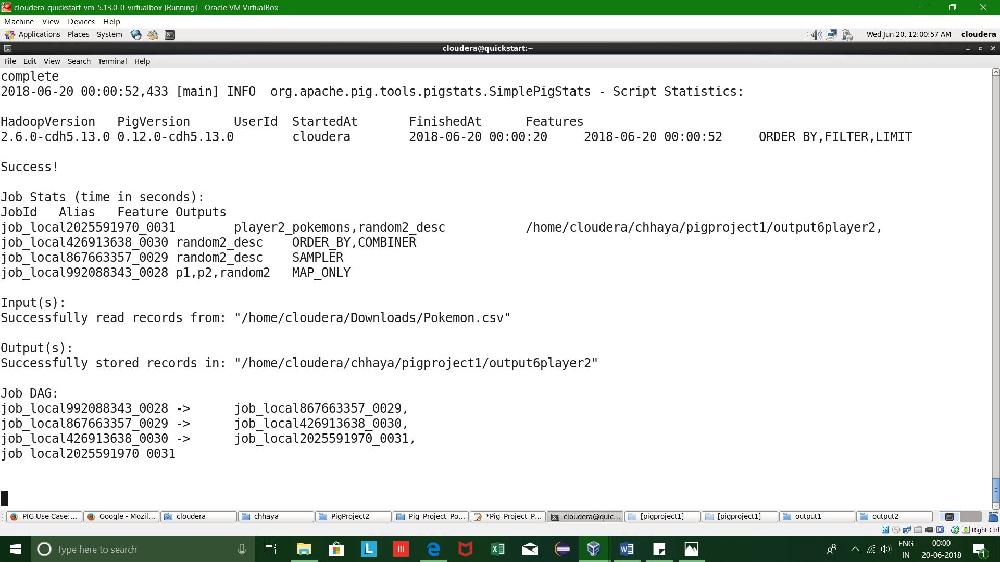 cloudera-quickstart-vm-5.13.0-0-virtualbox [Running] - Oracle VM VirtualBox
Machine View Devices Help
Applications Places System Wed Jun 20, 12:00:57 AM cloudera
cloudera@quickstart:~
File Edit View Search Terminal Help
complete
2018-06-20 00:00:52,433 [main] INFO  org.apache.pig.tools.pigstats.SimplePigStats - Script Statistics:
HadoopVersion PigVersion UserId StartedAt FinishedAt Features
2.6.0-cdh5.13.0 0.12.0-cdh5.13.0 cloudera 2018-06-20 00:00:20 2018-06-20 00:00:52 ORDER_BY,FILTER,LIMIT
Success!
Job Stats (time in seconds):
JobId Alias Feature Outputs
job_local2025591970_0031 player2_pokemons,random2_desc /home/cloudera/chhaya/pigproject1/output6player2,
job_local426913638_0030 random2_desc ORDER_BY,COMBINER
job_local867663357_0029 random2_desc SAMPLER
job_local992088343_0028 p1,p2,random2 MAP_ONLY
Input(s):
Successfully read records from: "/home/cloudera/Downloads/Pokemon.csv"
Output(s):
Successfully stored records in: "/home/cloudera/chhaya/pigproject1/output6player2"
Job DAG:
job_local992088343_0028 -> job_local867663357_0029,
job_local867663357_0029 -> job_local426913638_0030,
job_local426913638_0030 -> job_local2025591970_0031,
job_local2025591970_0031
PIG Use Case:... Google - Mozil... cloudera chhaya PigProject2 Pig_Project_Po... *Pig_Project_P... cloudera@quic... [pigproject1] [pigproject1] output1 output2
Right Ctrl
Type here to search
ENG
IN
00:00
20-06-2018
1